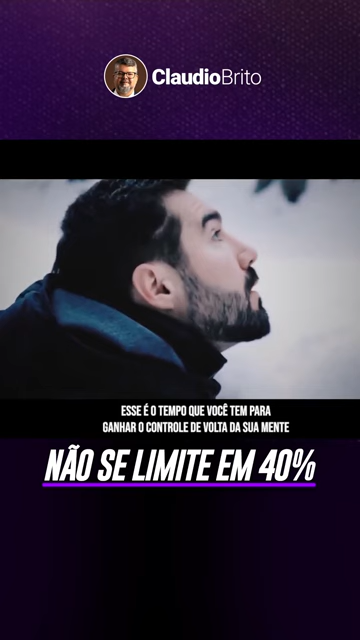 ClaudioBrito
ESSE É O TEMPO QUE VOCÊ TEM PARA
GANHAR O CONTROLE DE VOLTA DA SUA MENTE
NÃO SE LIMITE EM 40%